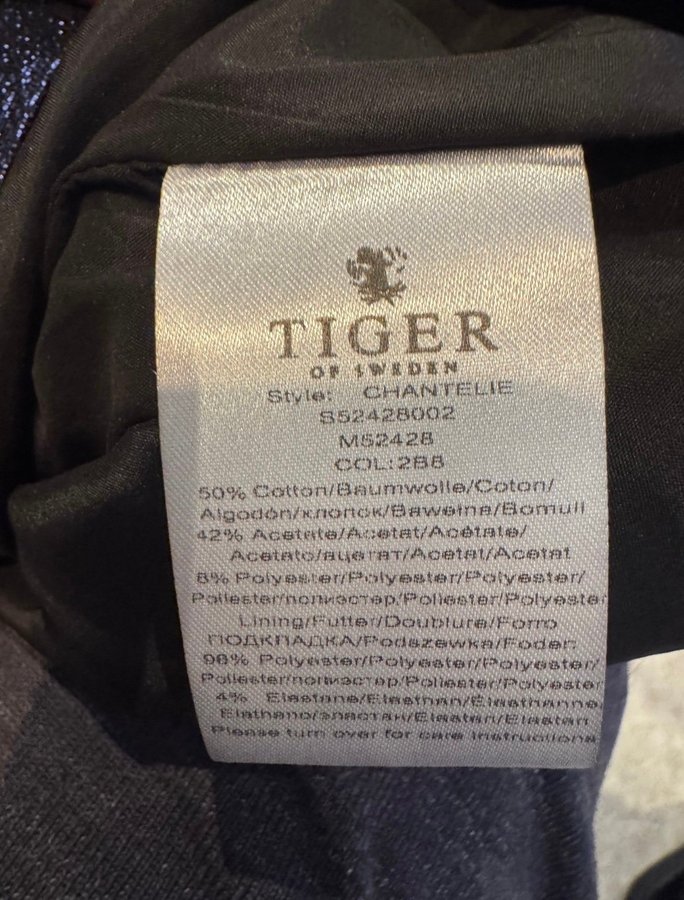 TIGER
OF SWEDEN
Style: CHANTELIE
S52428002
M52428
COL:2B8
50% Cotton/Baumwolle/Coton/
Algodón/хлопок/Bawełna/Bomull
42% Acetate/Acetat/Acétate/
Acetato/ацетат/Acetat/Acetat
8% Polyester/Polyester/Polyester/
Poliester/полиэстер/Poliester/Polyester
Lining/Futter/Doublure/Forro
ПОДКЛАДКА/Podszewka/Foder:
96% Polyester/Polyester/Polyester/
Poliester/полиэстер/Poliester/Polyester
4% Elastane/Elasthan/Élasthanne
Elathano/эластан/Elastan/Elastan
Please turn over for care instructions